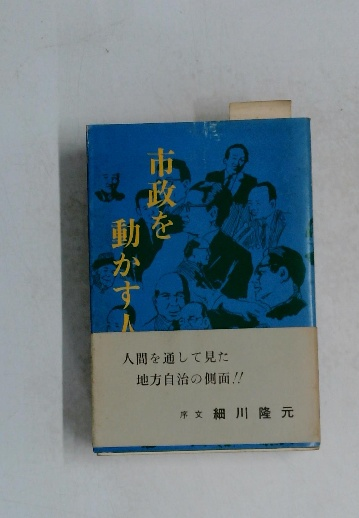 市政を
動かす人
人間を通して見た
地方自治の側面!!
序文 細川隆元